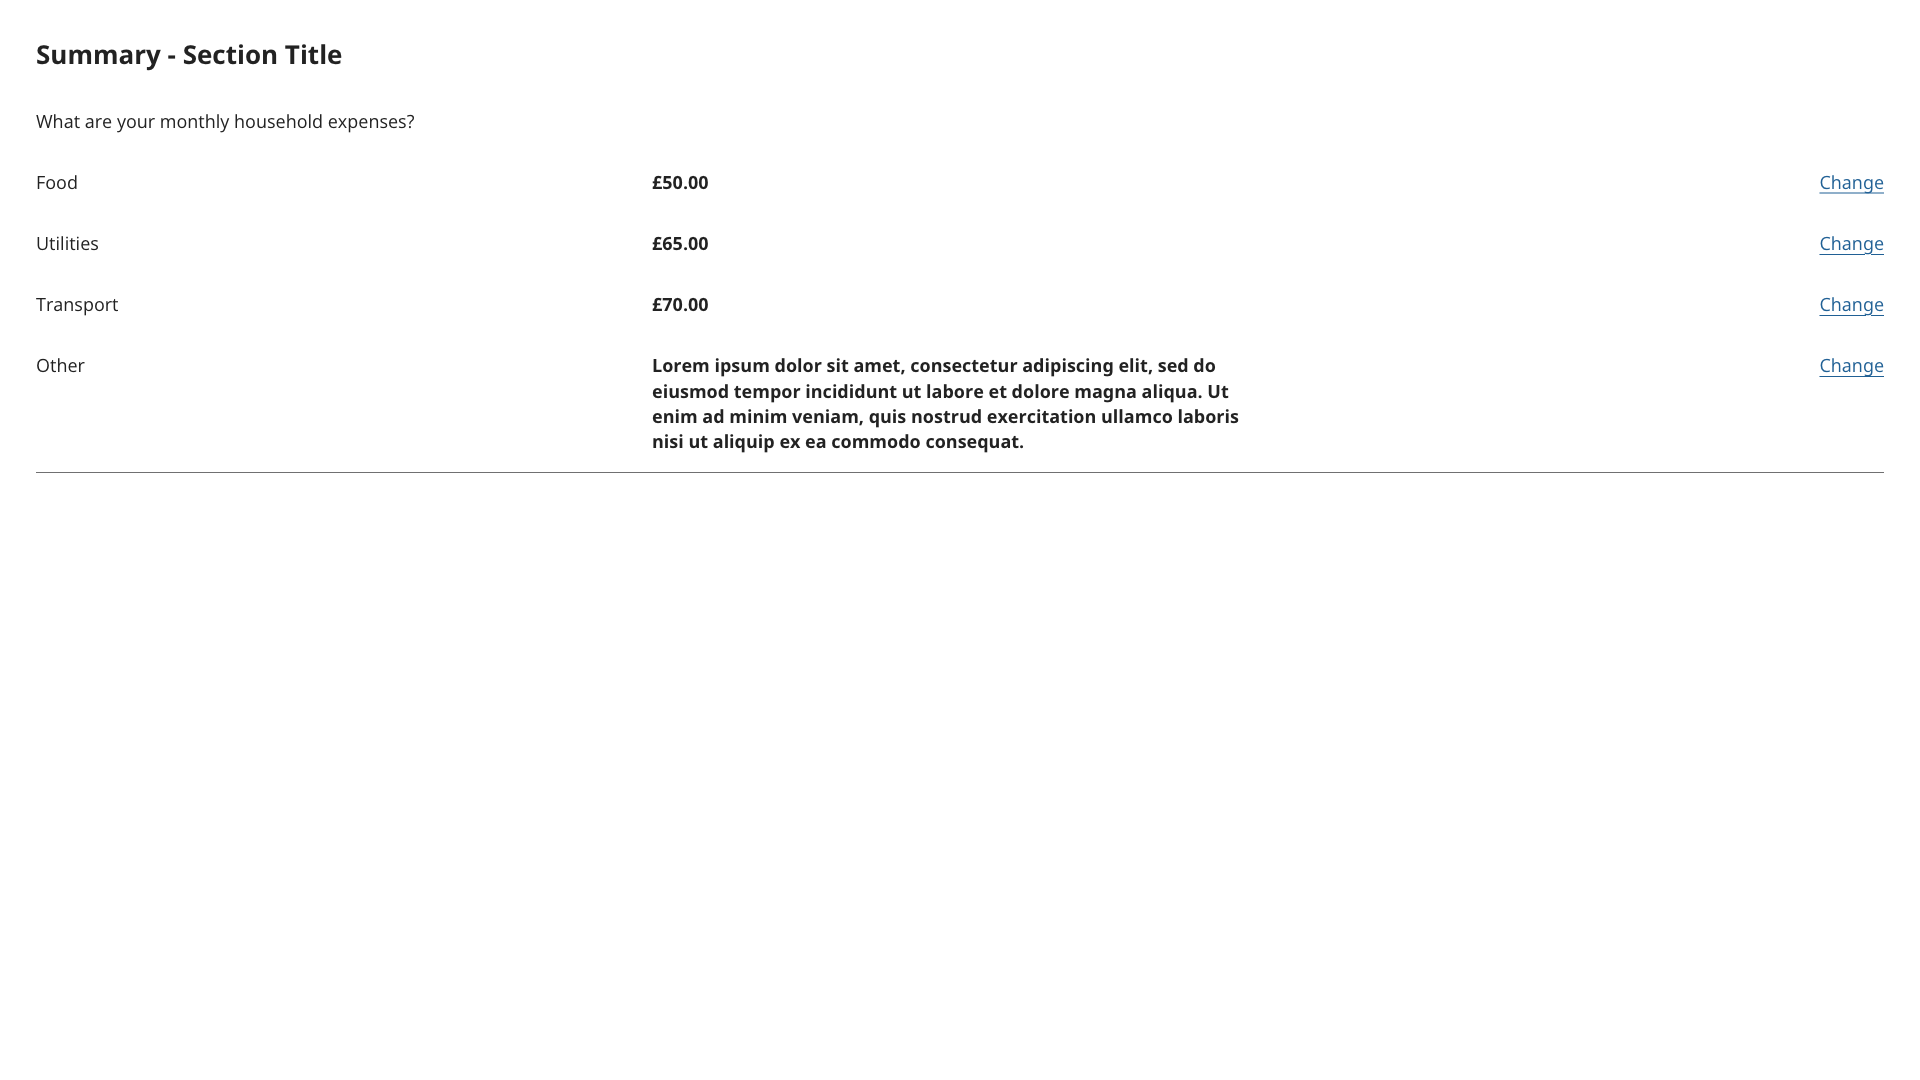 Summary - Section Title
What are your monthly household expenses?
Food £50.00 Change
Utilities £65.00 Change
Transport £70.00 Change
Other Lorem ipsum dolor sit amet, consectetur adipiscing elit, sed do Change
eiusmod tempor incididunt ut labore et dolore magna aliqua. Ut
enim ad minim veniam, quis nostrud exercitation ullamco laboris
nisi ut aliquip ex ea commodo consequat.